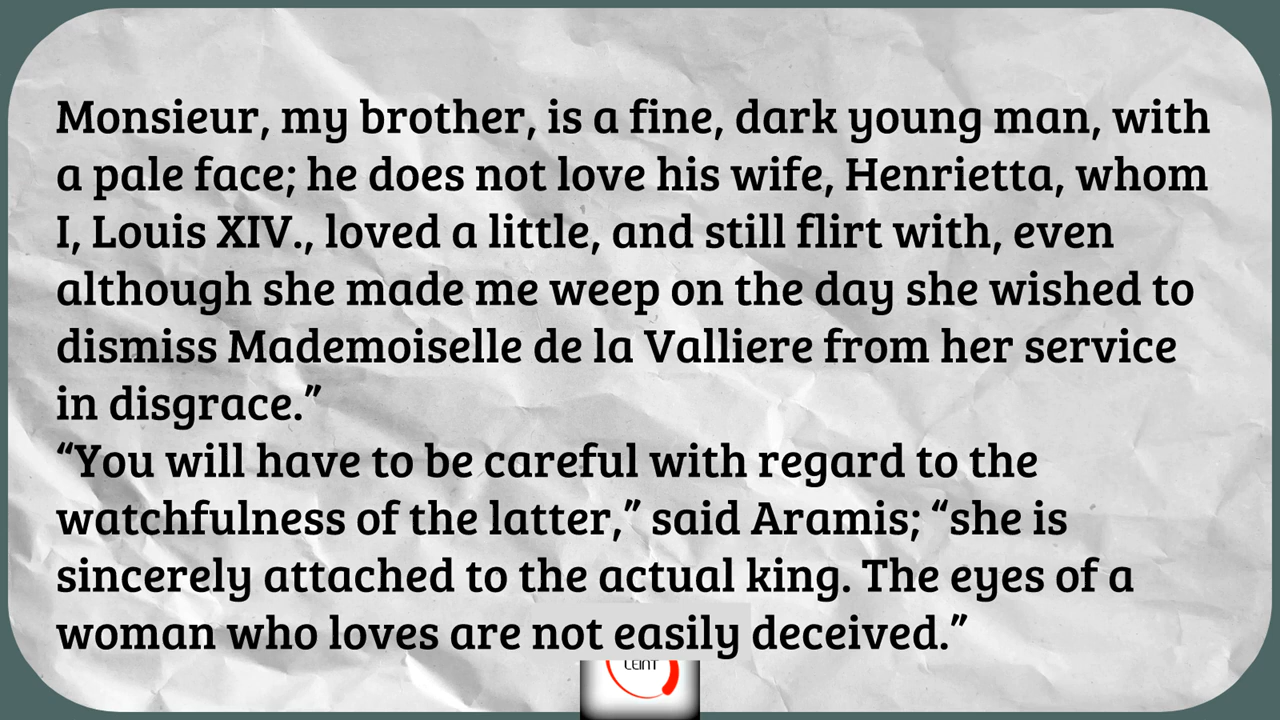 Monsieur, my brother, is a fine, dark young man, with
a pale face; he does not love his wife, Henrietta, whom
I, Louis XIV., loved a little, and still flirt with, even
although she made me weep on the day she wished to
dismiss Mademoiselle de la Valliere from her service
in disgrace.”
“You will have to be careful with regard to the
watchfulness of the latter,” said Aramis; “she is
sincerely attached to the actual king. The eyes of a
woman who loves are not easily deceived.”